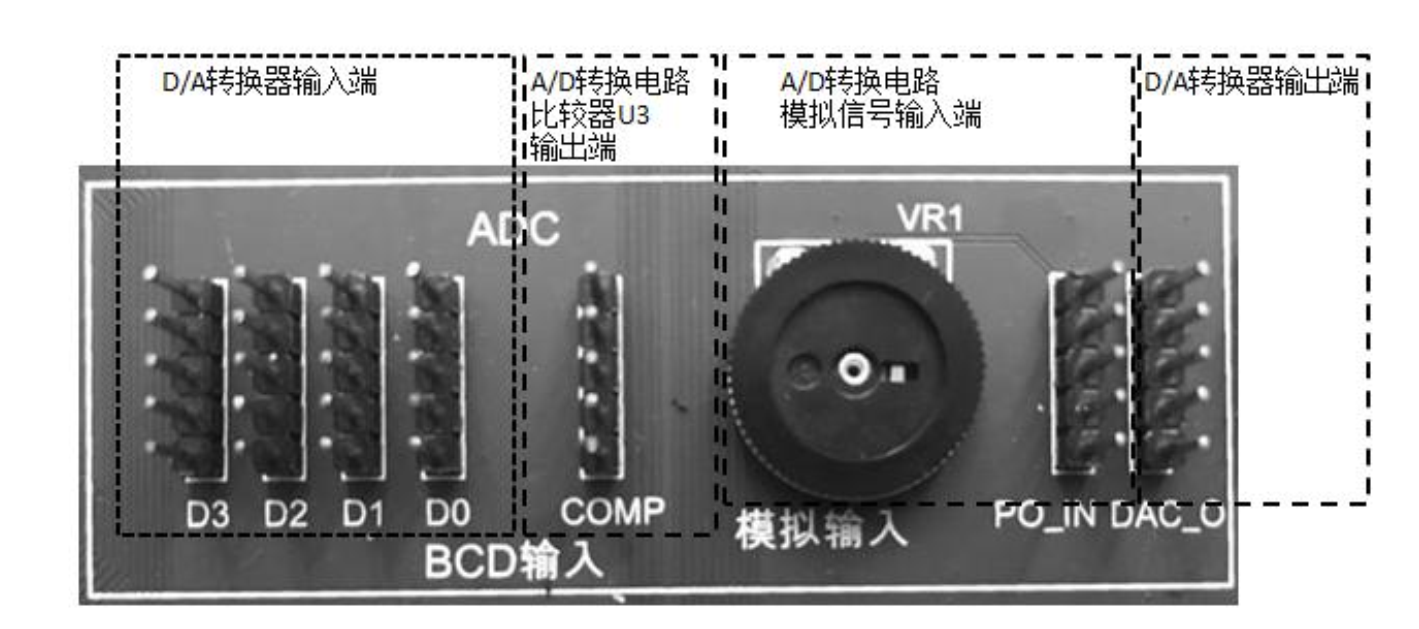 D/A转换器输入端
A/D转换电路
比较器U3
输出端
A/D转换电路
模拟信号输入端
D/A转换器输出端
ADC
VR1
D3 D2 D1 D0
COMP
模拟输入
PO_IN DAC_O
BCD输入